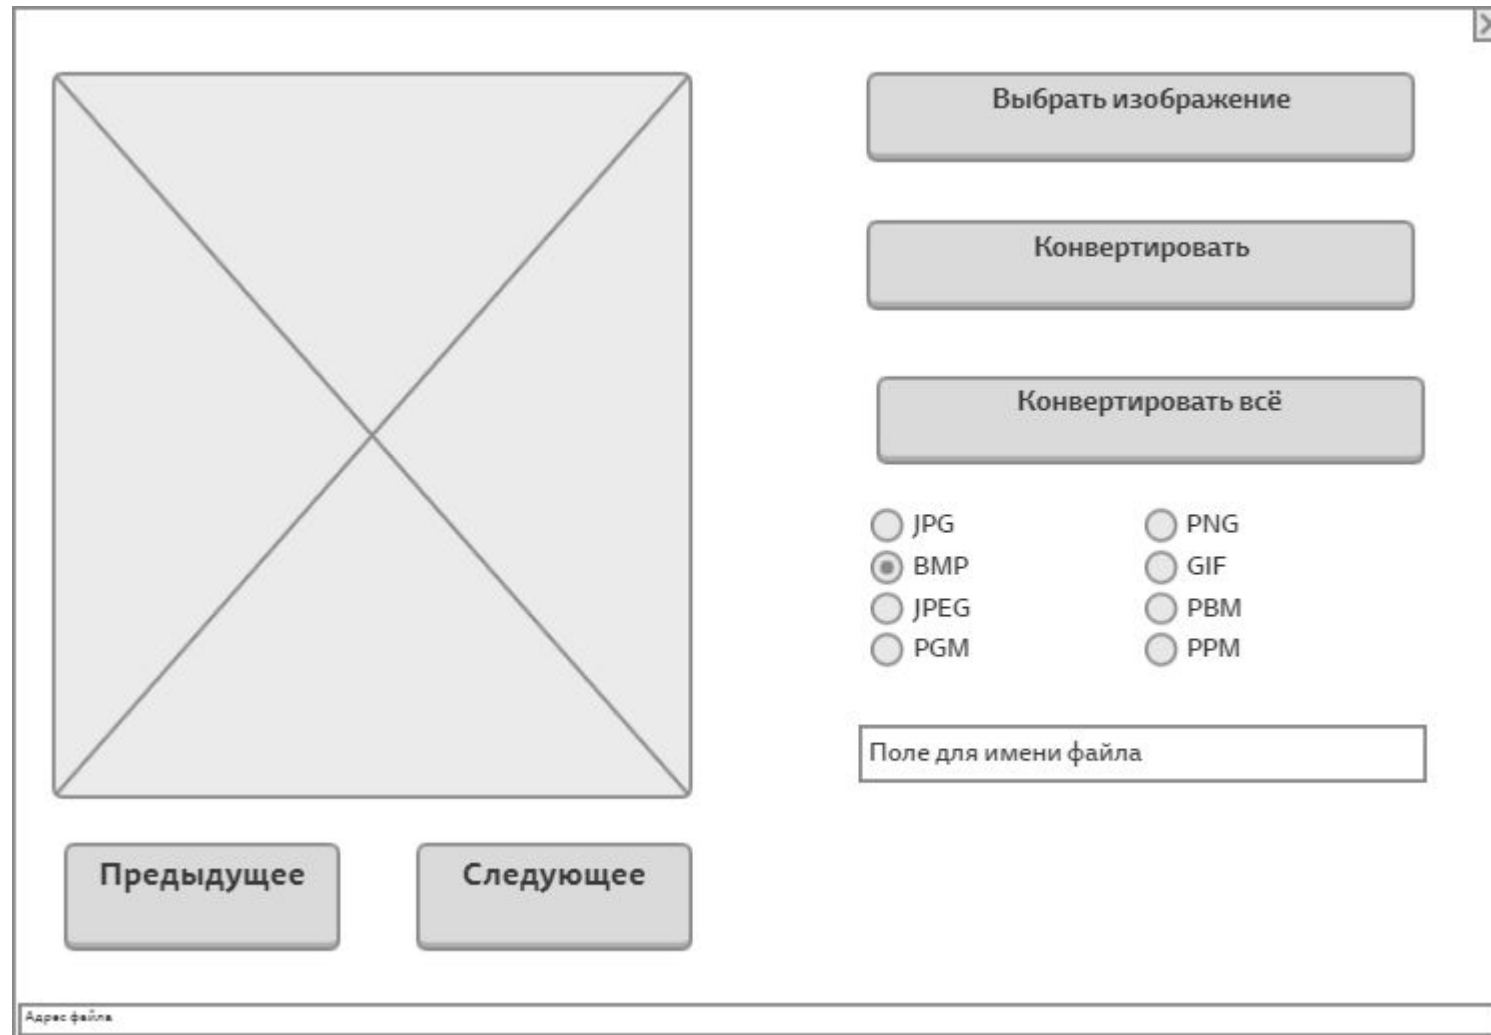 Выбрать изображение
Конвертировать
Конвертировать всё
JPG
PNG
BMP
GIF
JPEG
PBM
PGM
PPM
Поле для имени файла
Предыдущее
Следующее
Адрес файла